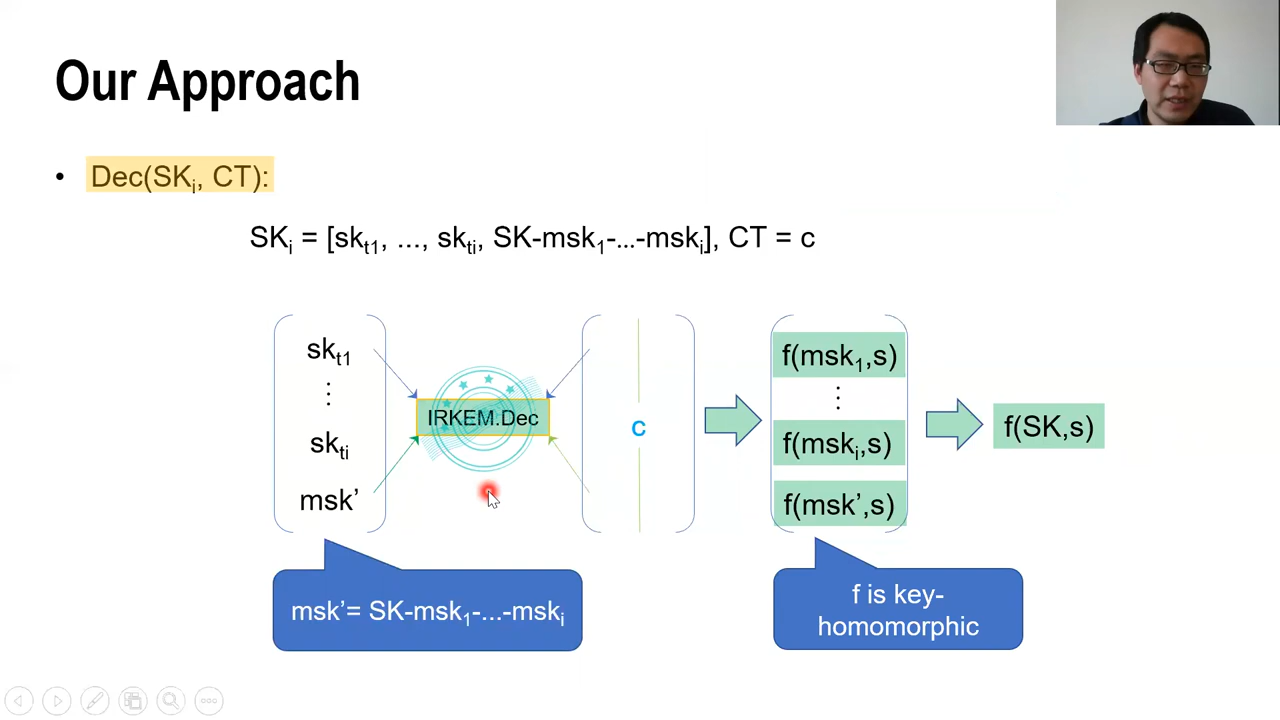 Our Approach
• Dec(SKi, CT):
SKi = [skt1, ..., skti, SK-msk1-...-mski], CT = c
skt1
⋮
skti
msk’
IRKEM.Dec
c
f(msk1,s)
⋮
f(mski,s)
f(msk’,s)
f(SK,s)
msk’= SK-msk1-...-mski
f is key-
homomorphic